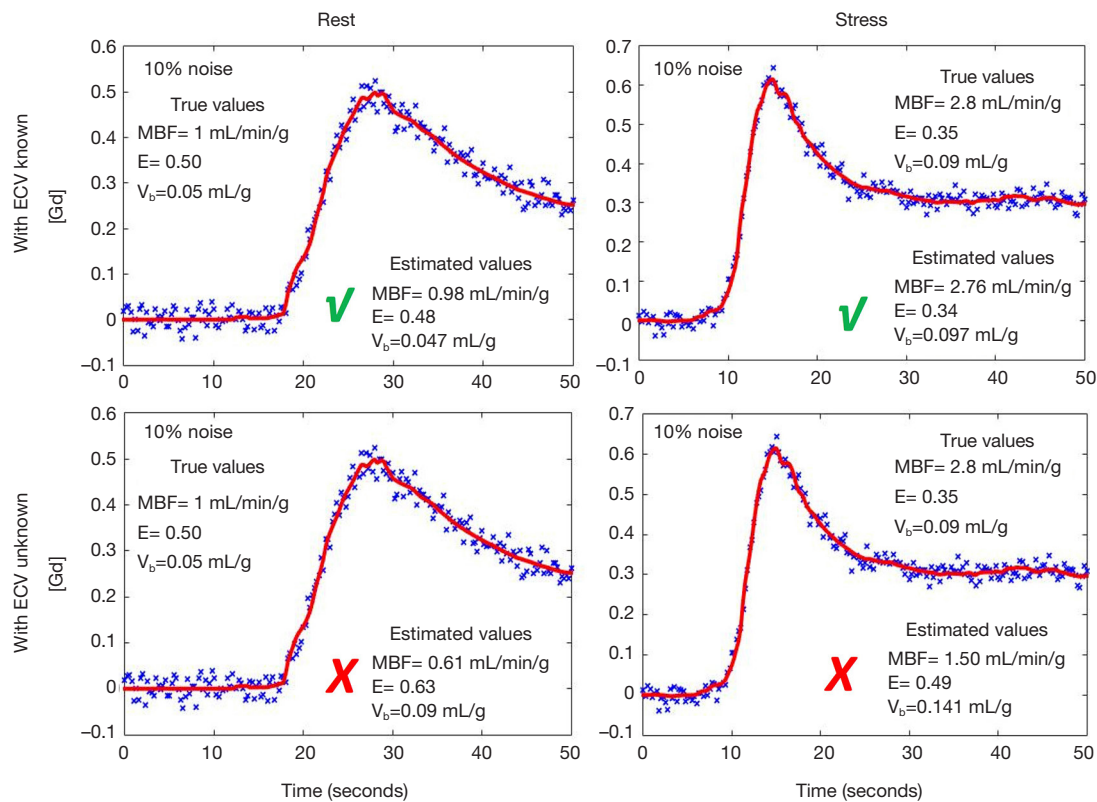 Rest
Stress
With ECV known
[Gd]
0.6
0.5
0.4
0.3
0.2
0.1
0
–0.1
10% noise
True values
MBF= 1 mL/min/g
E= 0.50
Vb=0.05 mL/g
Estimated values
√ MBF= 0.98 mL/min/g
E= 0.48
Vb=0.047 mL/g
0 10 20 30 40 50
0.7
0.6
0.5
0.4
0.3
0.2
0.1
0
–0.1
10% noise
True values
MBF= 2.8 mL/min/g
E= 0.35
Vb=0.09 mL/g
Estimated values
√ MBF= 2.76 mL/min/g
E= 0.34
Vb=0.097 mL/g
0 10 20 30 40 50
With ECV unknown
[Gd]
0.6
0.5
0.4
0.3
0.2
0.1
0
–0.1
10% noise
True values
MBF= 1 mL/min/g
E= 0.50
Vb=0.05 mL/g
Estimated values
X MBF= 0.61 mL/min/g
E= 0.63
Vb=0.09 mL/g
0 10 20 30 40 50
Time (seconds)
0.7
0.6
0.5
0.4
0.3
0.2
0.1
0
–0.1
10% noise
True values
MBF= 2.8 mL/min/g
E= 0.35
Vb=0.09 mL/g
Estimated values
X MBF= 1.50 mL/min/g
E= 0.49
Vb=0.141 mL/g
0 10 20 30 40 50
Time (seconds)